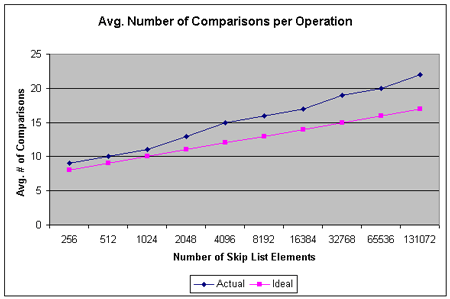 Avg. Number of Comparisons per Operation
25
20
15
10
5
0
Avg. # of Comparisons
256 512 1024 2048 4096 8192 16384 32768 65536 131072
Number of Skip List Elements
Actual Ideal